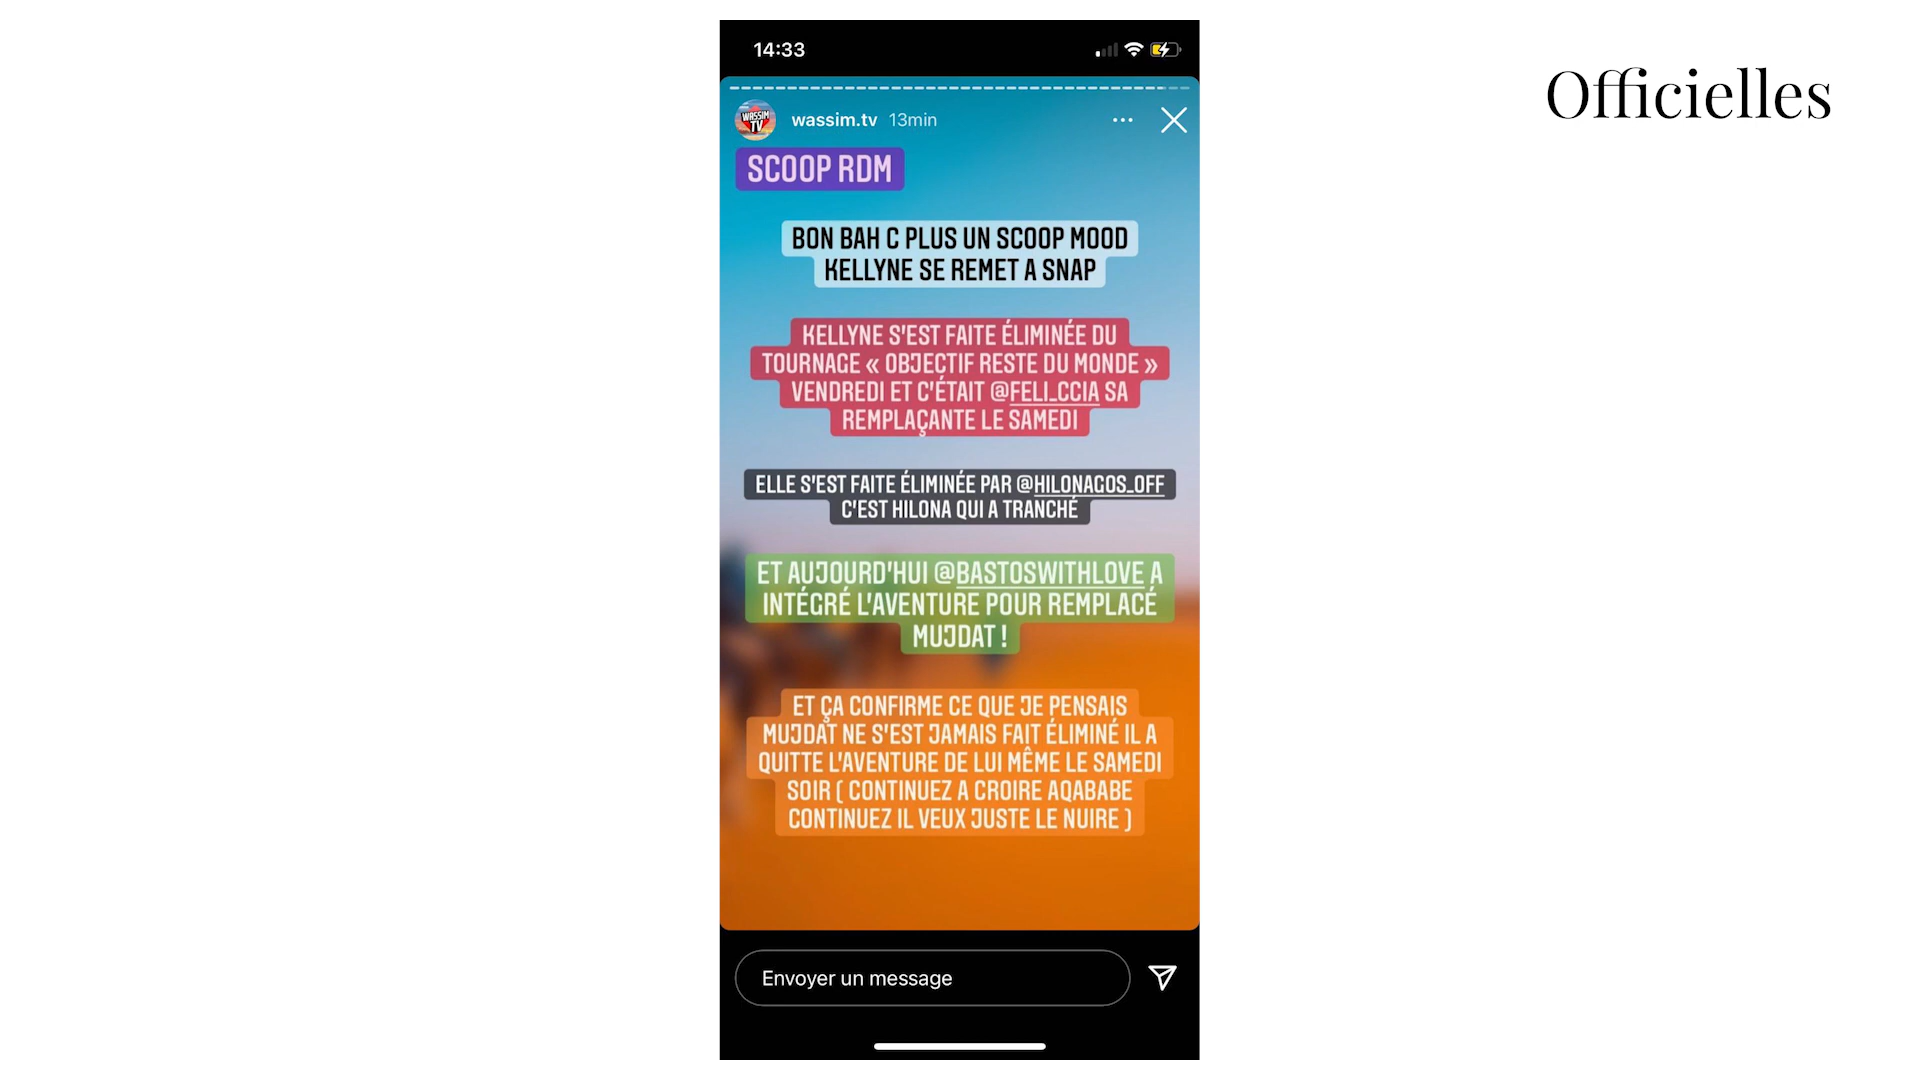 14:33
Officielles
WASSIM
TV
wassim.tv 13min
SCOOP RDM
BON BAH C PLUS UN SCOOP MOOD
KELLYNE SE REMET A SNAP
KELLYNE S'EST FAITE ÉLIMINÉE DU
TOURNAGE « OBJECTIF RESTE DU MONDE »
VENDREDI ET C'ÉTAIT @FELI_CCIA SA
REMPLAÇANTE LE SAMEDI
ELLE S'EST FAITE ÉLIMINÉE PAR @HILONAGOS_OFF
C'EST HILONA QUI A TRANCHÉ
ET AUJOURD'HUI @BASTOSWITHLOVE A
INTÉGRÉ L'AVENTURE POUR REMPLACÉ
MUJDAT !
ET ÇA CONFIRME CE QUE JE PENSAIS
MUJDAT NE S'EST JAMAIS FAIT ÉLIMINÉ IL A
QUITTE L'AVENTURE DE LUI MÊME LE SAMEDI
SOIR ( CONTINUEZ A CROIRE AQABABE
CONTINUEZ IL VEUX JUSTE LE NUIRE )
Envoyer un message